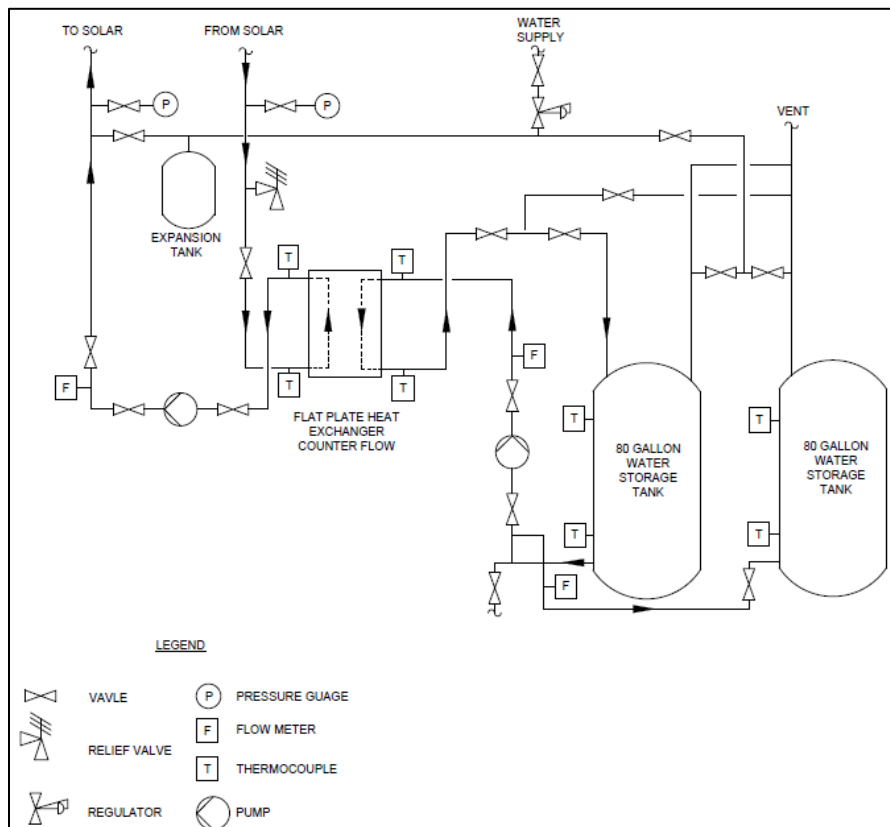 TO SOLAR
FROM SOLAR
WATER
SUPPLY
P
P
VENT
EXPANSION
TANK
T
T
F
T
T
F
FLAT PLATE HEAT
EXCHANGER
COUNTER FLOW
T
80 GALLON
WATER
STORAGE
TANK
T
80 GALLON
WATER
STORAGE
TANK
T
T
F
LEGEND
VAVLE
P PRESSURE GUAGE
F FLOW METER
RELIEF VALVE
T THERMOCOUPLE
REGULATOR
PUMP